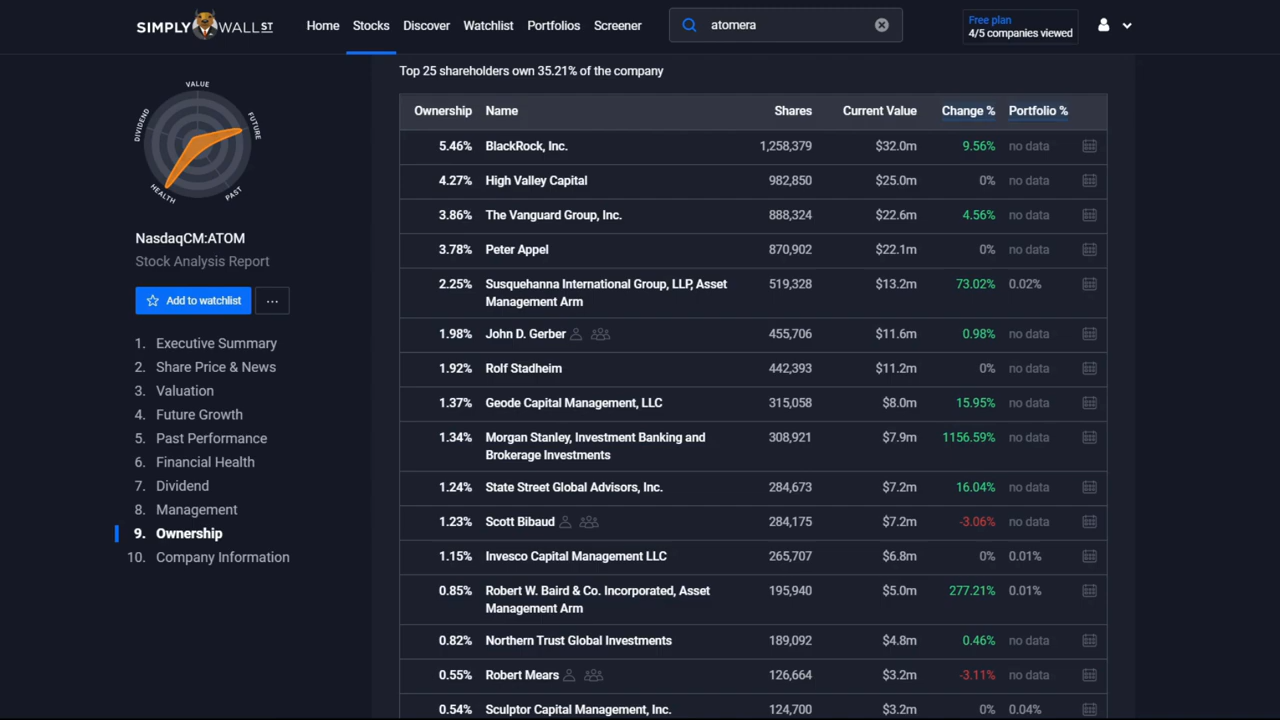 SIMPLY WALL ST
Home Stocks Discover Watchlist Portfolios Screener
atomera
Free plan
4/5 companies viewed
VALUE
FUTURE
PAST
HEALTH
DIVIDEND
NasdaqCM:ATOM
Stock Analysis Report
Add to watchlist ...
1. Executive Summary
2. Share Price & News
3. Valuation
4. Future Growth
5. Past Performance
6. Financial Health
7. Dividend
8. Management
9. Ownership
10. Company Information
Top 25 shareholders own 35.21% of the company
Ownership Name Shares Current Value Change % Portfolio %
5.46% BlackRock, Inc. 1,258,379 $32.0m 9.56% no data
4.27% High Valley Capital 982,850 $25.0m 0% no data
3.86% The Vanguard Group, Inc. 888,324 $22.6m 4.56% no data
3.78% Peter Appel 870,902 $22.1m 0% no data
2.25% Susquehanna International Group, LLP, Asset 519,328 $13.2m 73.02% 0.02%
Management Arm
1.98% John D. Gerber 455,706 $11.6m 0.98% no data
1.92% Rolf Stadheim 442,393 $11.2m 0% no data
1.37% Geode Capital Management, LLC 315,058 $8.0m 15.95% no data
1.34% Morgan Stanley, Investment Banking and 308,921 $7.9m 1156.59% no data
Brokerage Investments
1.24% State Street Global Advisors, Inc. 284,673 $7.2m 16.04% no data
1.23% Scott Bibaud 284,175 $7.2m -3.06% no data
1.15% Invesco Capital Management LLC 265,707 $6.8m 0% 0.01%
0.85% Robert W. Baird & Co. Incorporated, Asset 195,940 $5.0m 277.21% 0.01%
Management Arm
0.82% Northern Trust Global Investments 189,092 $4.8m 0.46% no data
0.55% Robert Mears 126,664 $3.2m -3.11% no data
0.54% Sculptor Capital Management, Inc. 124,700 $3.2m 0% 0.04%